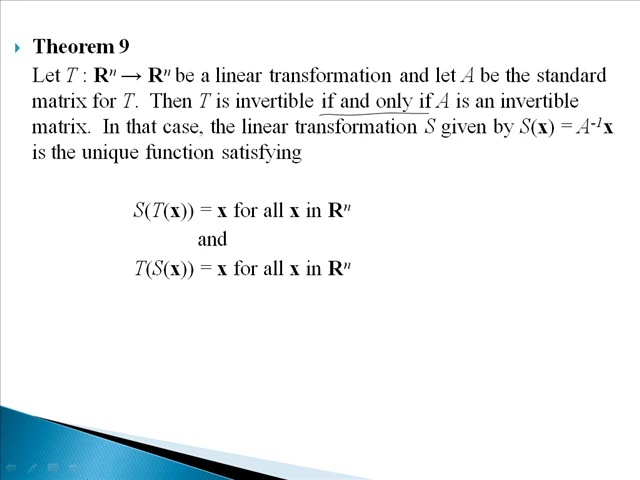 Theorem 9
Let T : Rⁿ → Rⁿ be a linear transformation and let A be the standard
matrix for T. Then T is invertible if and only if A is an invertible
matrix. In that case, the linear transformation S given by S(x) = A⁻¹x
is the unique function satisfying
S(T(x)) = x for all x in Rⁿ
and
T(S(x)) = x for all x in Rⁿ